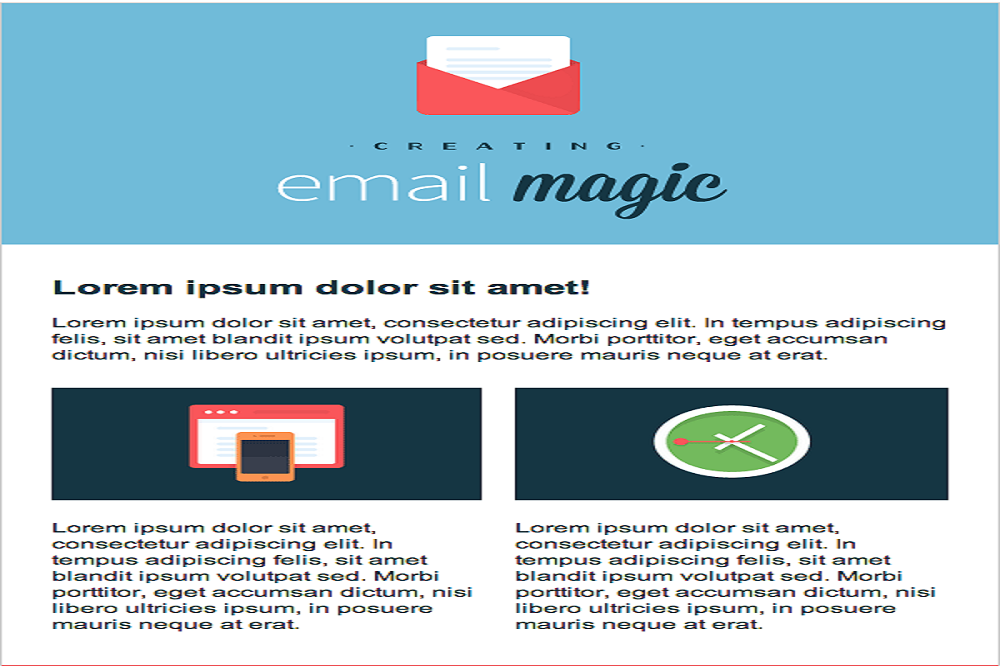 · CREATING ·
email magic
Lorem ipsum dolor sit amet!
Lorem ipsum dolor sit amet, consectetur adipiscing elit. In tempus adipiscing
felis, sit amet blandit ipsum volutpat sed. Morbi porttitor, eget accumsan
dictum, nisi libero ultricies ipsum, in posuere mauris neque at erat.
Lorem ipsum dolor sit amet,
consectetur adipiscing elit. In
tempus adipiscing felis, sit amet
blandit ipsum volutpat sed. Morbi
porttitor, eget accumsan dictum, nisi
libero ultricies ipsum, in posuere
mauris neque at erat.
Lorem ipsum dolor sit amet,
consectetur adipiscing elit. In
tempus adipiscing felis, sit amet
blandit ipsum volutpat sed. Morbi
porttitor, eget accumsan dictum, nisi
libero ultricies ipsum, in posuere
mauris neque at erat.